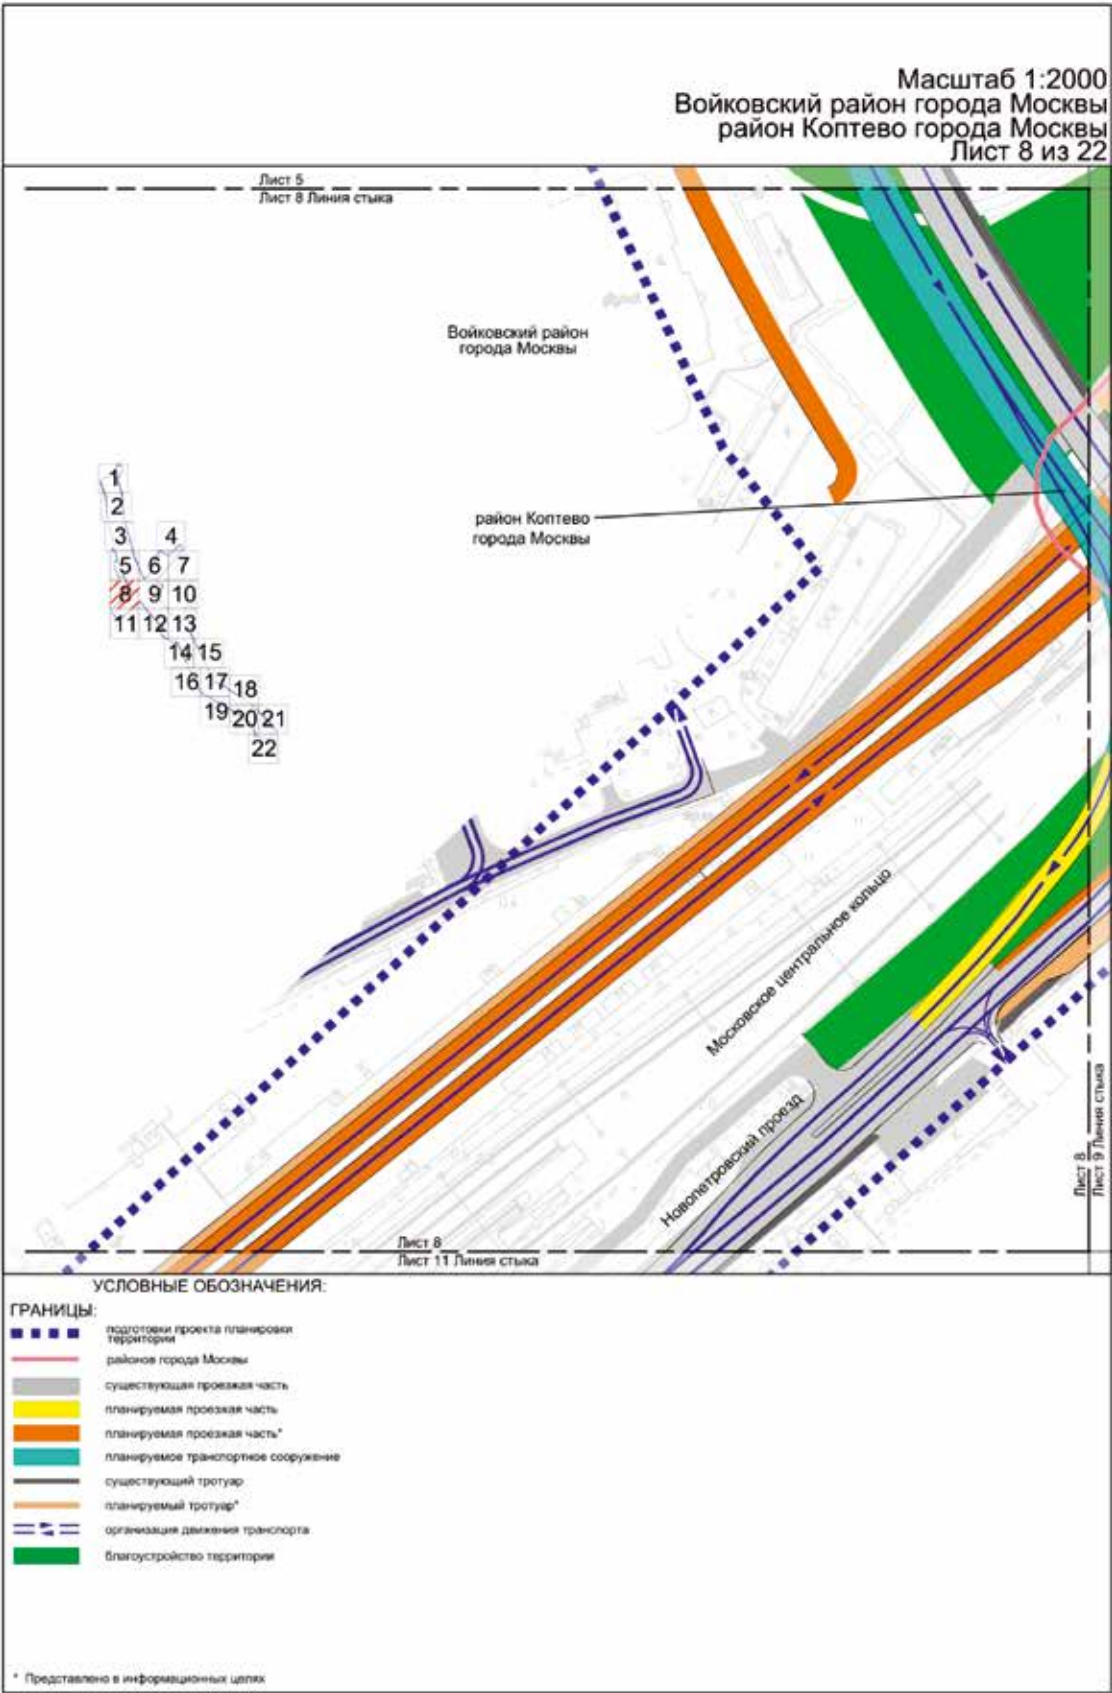 Масштаб 1:2000
Войковский район города Москвы
район Коптево города Москвы
Лист 8 из 22
Лист 5
Лист 8 Линия стыка
Войковский район
города Москвы
район Коптево
города Москвы
1
2
3 4
5 6 7
8 9 10
11 12 13
14 15
16 17 18
19 20 21
22
Московское центральное кольцо
Новопетровский проезд
Лист 8
Лист 9 Линия стыка
Лист 8
Лист 11 Линия стыка
УСЛОВНЫЕ ОБОЗНАЧЕНИЯ:
ГРАНИЦЫ:
подготовки проекта планировки
территории
районов города Москвы
существующая проезжая часть
планируемая проезжая часть
планируемая проезжая часть*
планируемое транспортное сооружение
существующий тротуар
планируемый тротуар*
организация движения транспорта
благоустройство территории
* Представлено в информационных целях